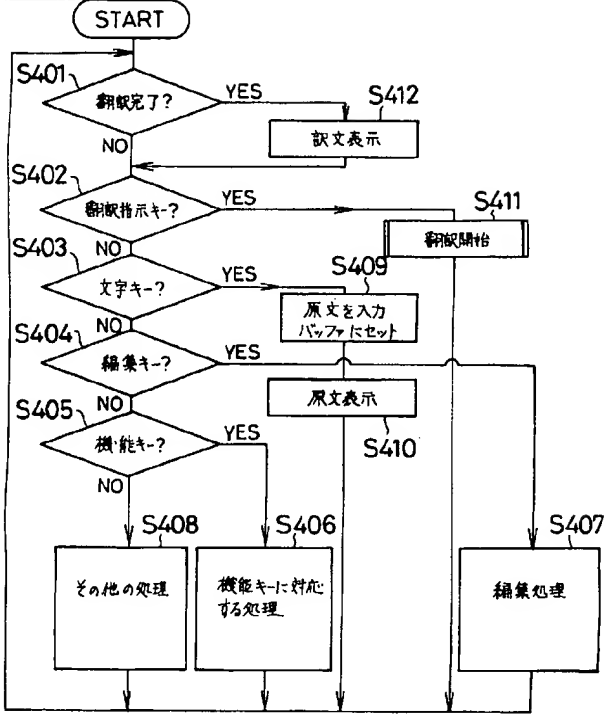 START
S401
翻訳完了?
YES
S412
訳文表示
NO
S402
翻訳指示キー?
YES
S411
翻訳開始
NO
S403
文字キー?
YES
S409
原文を入力
バッファにセット
NO
S404
編集キー?
YES
原文表示
S410
NO
S405
機能キー?
YES
NO
S408
その他の処理
S406
機能キーに対応
する処理
S407
編集処理